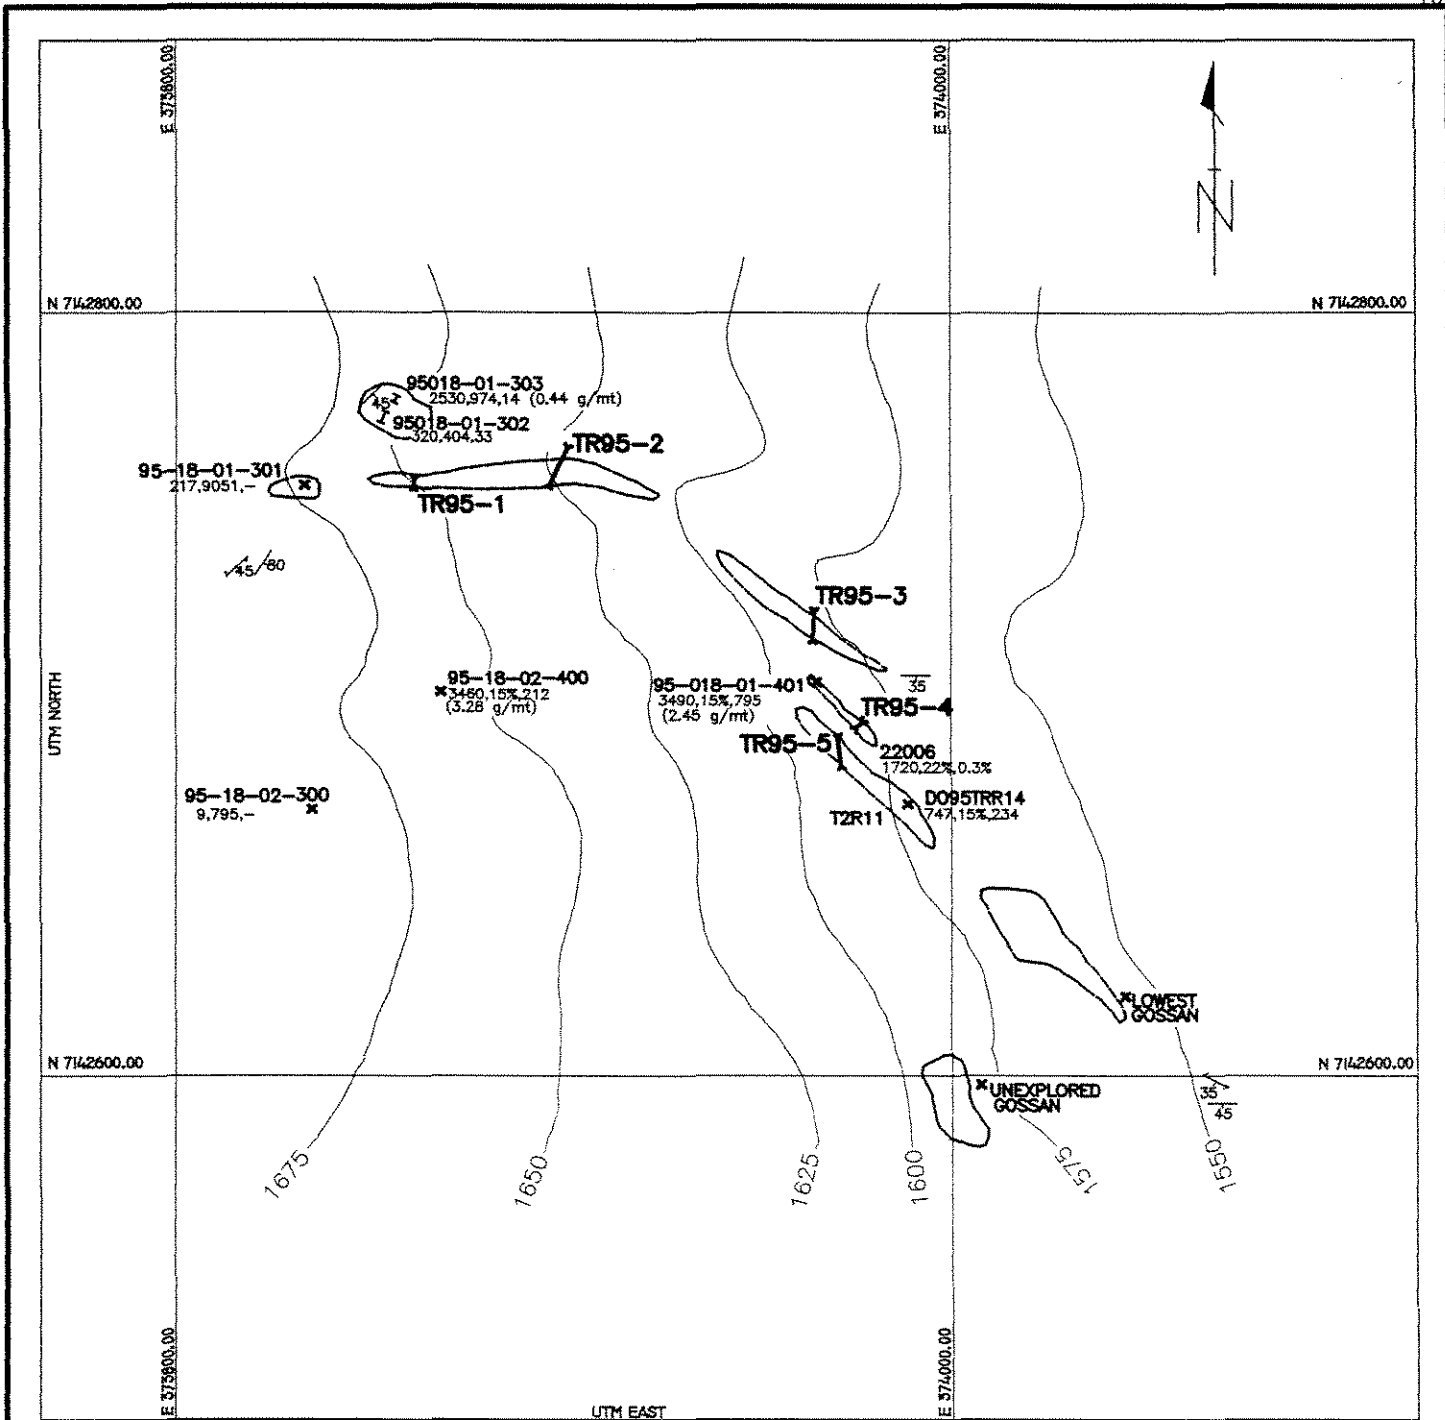 E 373800.00
E 374000.00
N
N 7142800.00
N 7142800.00
95018-01-303
2530,974,14 (0.44 g/mt)
45
95018-01-302
320,404,33
TR95-2
95-18-01-301
217,9051,-
TR95-1
45/80
TR95-3
95-18-02-400
3460,15%,212
(3.28 g/mt)
95-018-01-401
3490,15%,795
(2.45 g/mt)
35
TR95-4
TR95-5
22006
1720,22%,0.3%
UTM NORTH
95-18-02-300
9,795,-
DO95TRR14
747,15%,234
T2R11
LOWEST
GOSSAN
N 7142600.00
N 7142600.00
UNEXPLORED
GOSSAN
35
45
1675
1650
1625
1600
1575
1550
E 373800.00
E 374000.00
UTM EAST